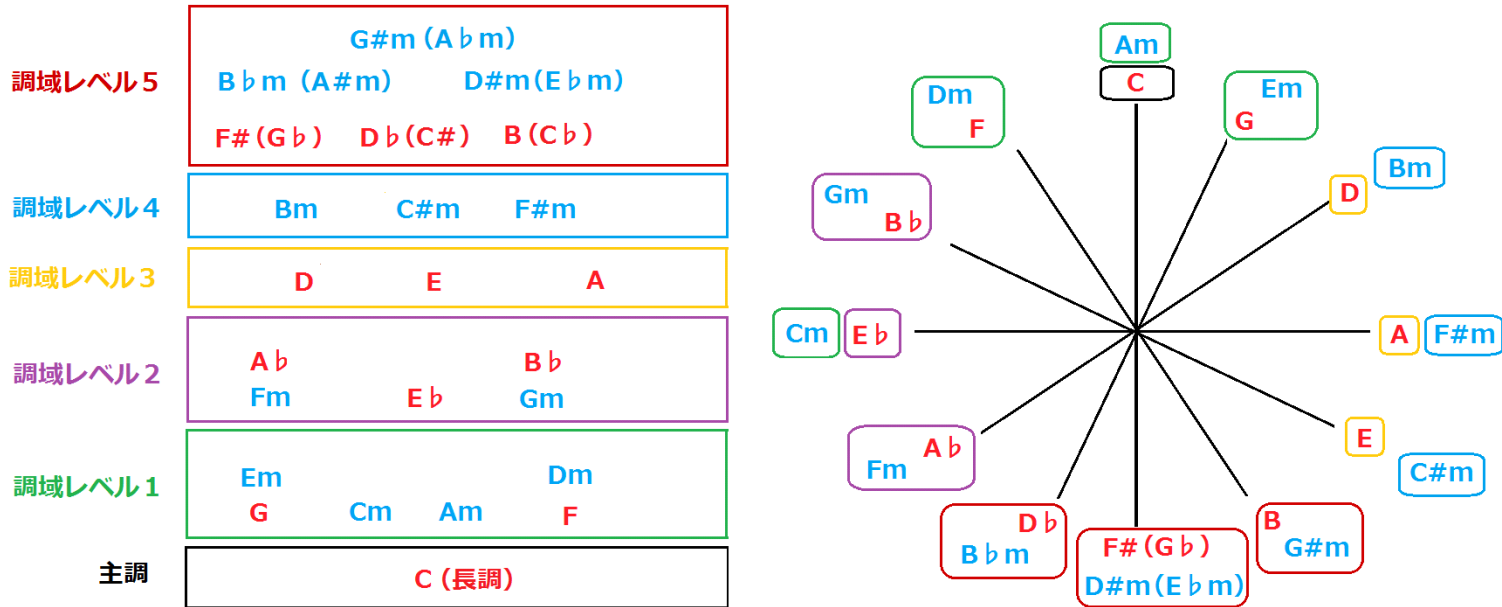 調域レベル５
G#m (A♭m)
B♭m (A#m) D#m(E♭m)
F# (G♭) D♭(C#) B (C♭)
調域レベル４
Bm C#m F#m
調域レベル３
D E A
調域レベル２
A♭ B♭
Fm E♭ Gm
調域レベル１
Em Dm
G Cm Am F
主調
C (長調)
Am
C
Em
G
Bm
D
A F#m
E
C#m
B
G#m
F# (G♭)
D#m(E♭m)
D♭
B♭m
A♭
Fm
Cm E♭
Gm
B♭
Dm
F